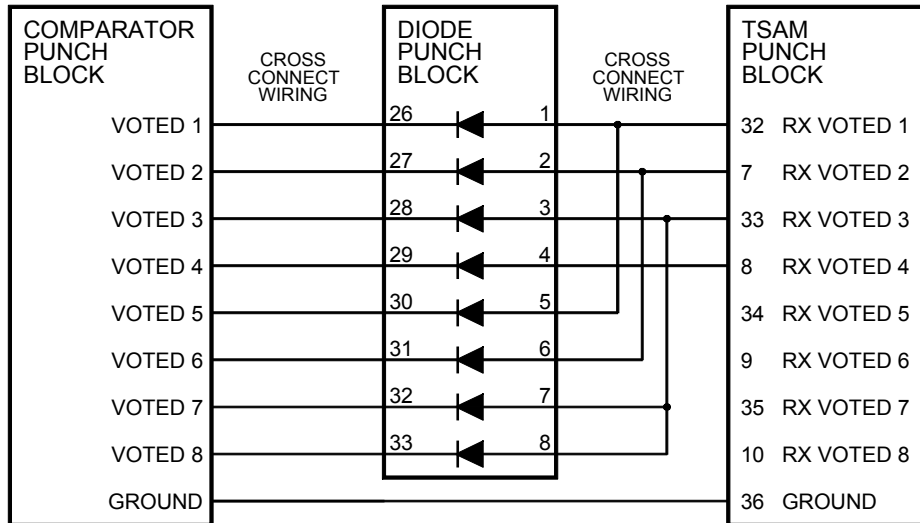 COMPARATOR
PUNCH
BLOCK
CROSS
CONNECT
WIRING
DIODE
PUNCH
BLOCK
CROSS
CONNECT
WIRING
TSAM
PUNCH
BLOCK
VOTED 1 26 1 32 RX VOTED 1
VOTED 2 27 2 7 RX VOTED 2
VOTED 3 28 3 33 RX VOTED 3
VOTED 4 29 4 8 RX VOTED 4
VOTED 5 30 5 34 RX VOTED 5
VOTED 6 31 6 9 RX VOTED 6
VOTED 7 32 7 35 RX VOTED 7
VOTED 8 33 8 10 RX VOTED 8
GROUND 36 GROUND